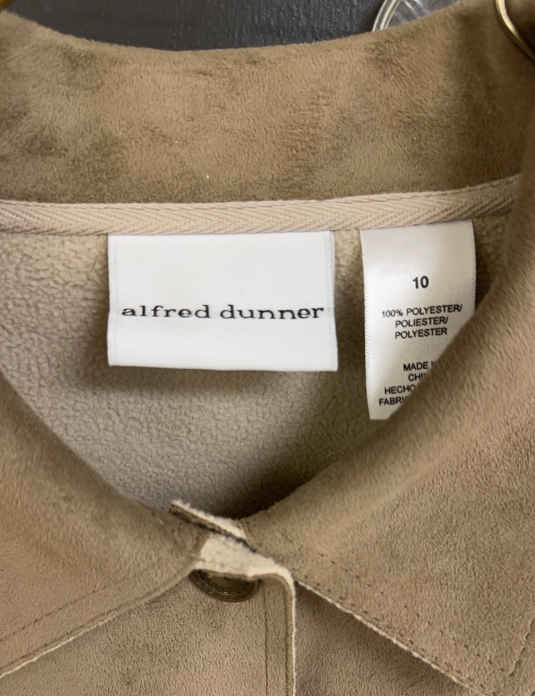 alfred dunner
10
100% POLYESTER/
POLIESTER/
POLYESTER
MADE
HECHO